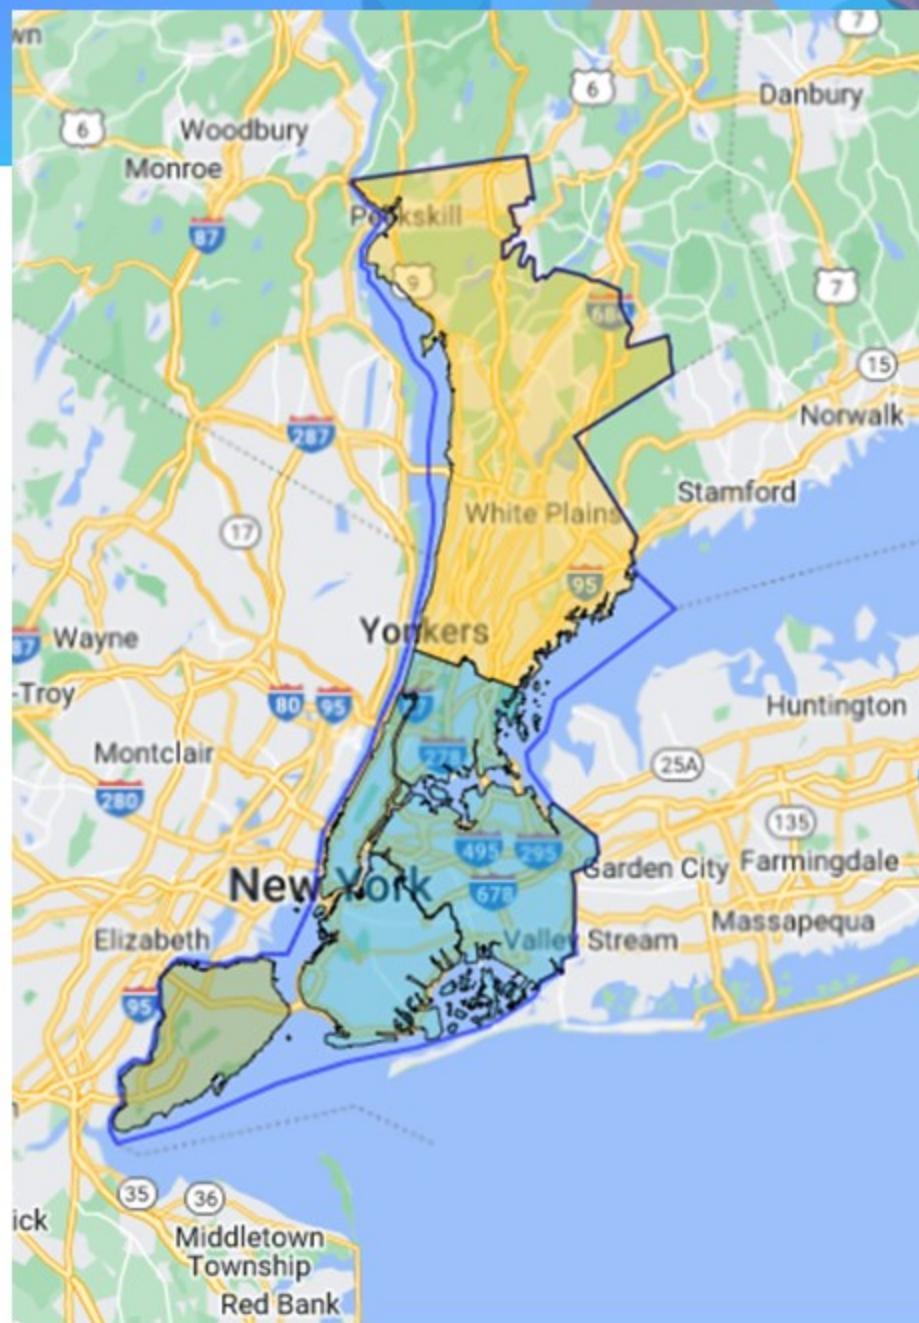 wn
7
6
Danbury
6
Woodbury
Monroe
Peekskill
87
9
7
684
15
Norwalk
287
Stamford
17
White Plains
95
Yonkers
87
Wayne
-Troy
80
95
87
Huntington
Montclair
278
25A
280
135
495
295
Garden City
Farmingdale
New York
678
Massapequa
Elizabeth
Valley Stream
95
35
36
ick
Middletown
Township
Red Bank